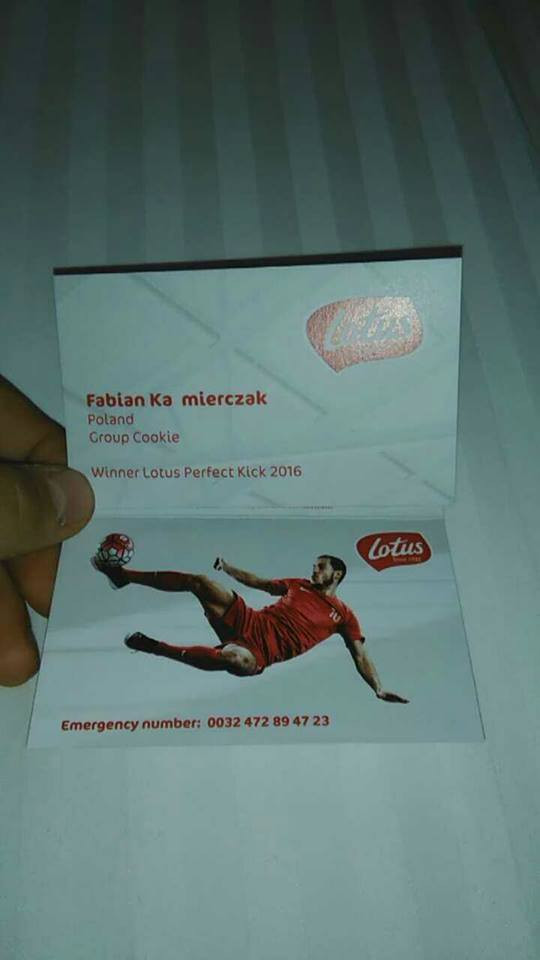 Lotus
Fabian Ka mierczak
Poland
Group Cookie
Winner Lotus Perfect Kick 2016
Lotus
10
Emergency number: 0032 472 89 47 23